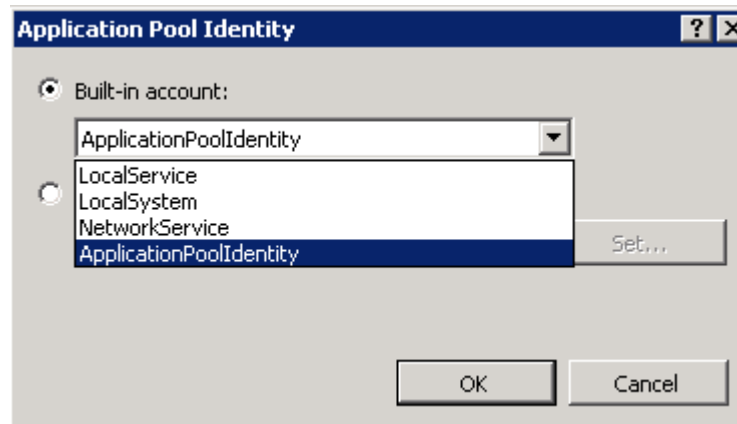 Application Pool Identity
Built-in account:
ApplicationPoolIdentity
LocalService
LocalSystem
NetworkService
ApplicationPoolIdentity
Set...
OK
Cancel